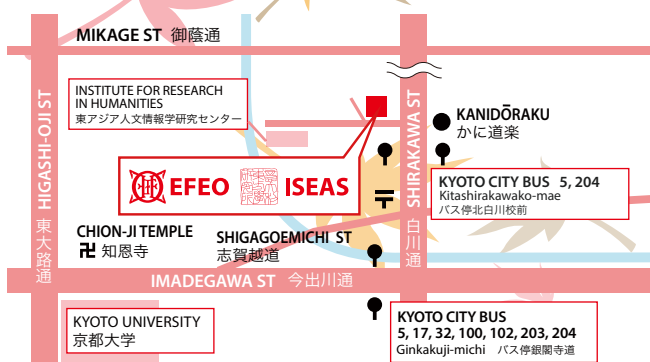 MIKAGE ST 御蔭通
INSTITUTE FOR RESEARCH
IN HUMANITIES
東アジア人文情報学研究センター
HIGASHI-OJI ST 東大路通
SHIRAKAWA ST 白川通
KANIDŌRAKU
かに道楽
EFEO ISEAS
KYOTO CITY BUS 5, 204
Kitashirakawako-mae
バス停北白川校前
CHION-JI TEMPLE
卍 知恩寺
SHIGAGOEMICHI ST
志賀越道
〒
IMADEGAWA ST 今出川通
KYOTO UNIVERSITY
京都大学
KYOTO CITY BUS
5, 17, 32, 100, 102, 203, 204
Ginkakuji-michi バス停銀閣寺道